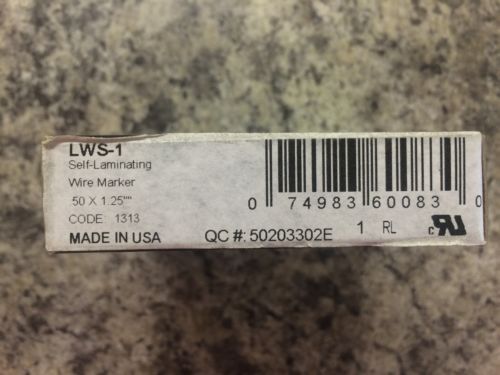 LWS-1
Self-Laminating
Wire Marker
.50 X 1.25""
CODE: 1313
MADE IN USA
0 74983 60083 0
QC #: 50203302E 1 RL
c RU